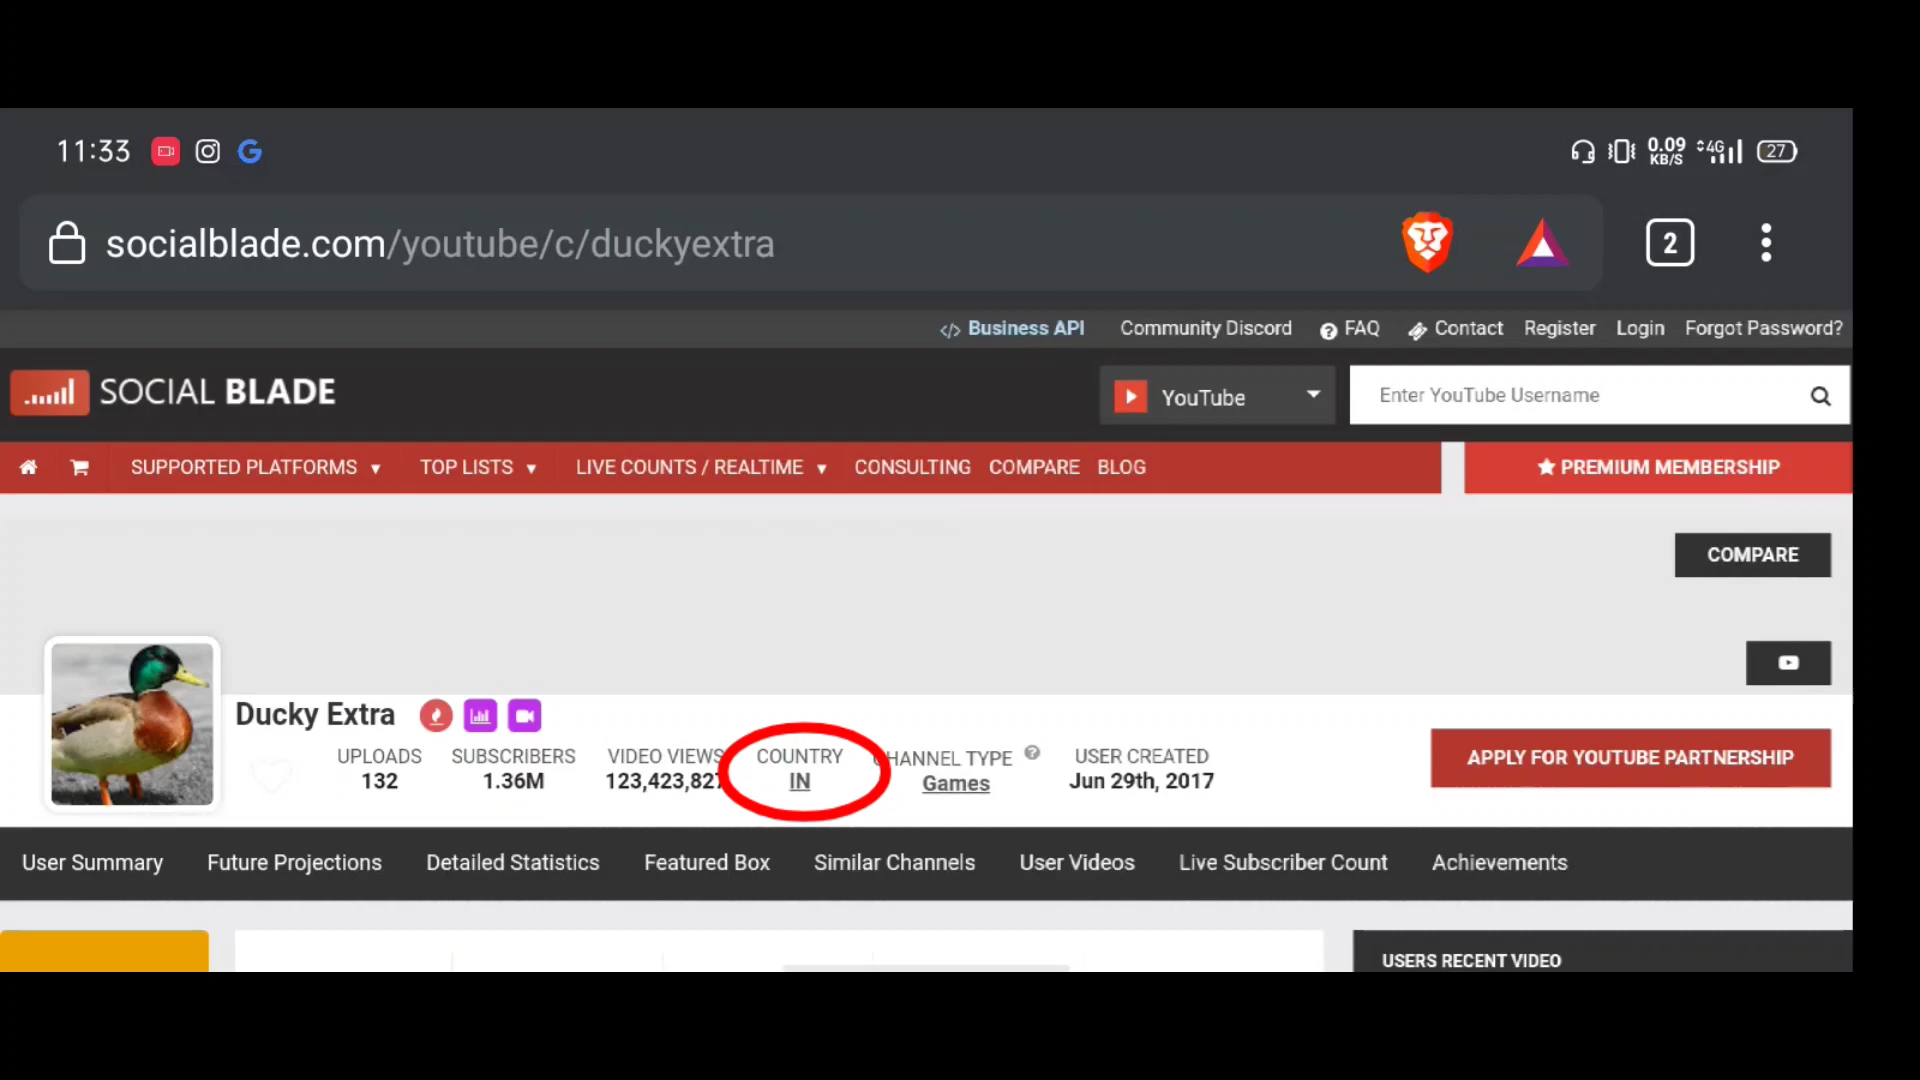 11:33
0.09 KB/S 4G 27
socialblade.com/youtube/c/duckyextra
2
</> Business API Community Discord FAQ Contact Register Login Forgot Password?
SOCIAL BLADE
YouTube
Enter YouTube Username
SUPPORTED PLATFORMS TOP LISTS LIVE COUNTS / REALTIME CONSULTING COMPARE BLOG
PREMIUM MEMBERSHIP
COMPARE
Ducky Extra
UPLOADS SUBSCRIBERS VIDEO VIEWS COUNTRY HANNEL TYPE ? USER CREATED
132 1.36M 123,423,827 IN Games Jun 29th, 2017
APPLY FOR YOUTUBE PARTNERSHIP
User Summary Future Projections Detailed Statistics Featured Box Similar Channels User Videos Live Subscriber Count Achievements
USERS RECENT VIDEO